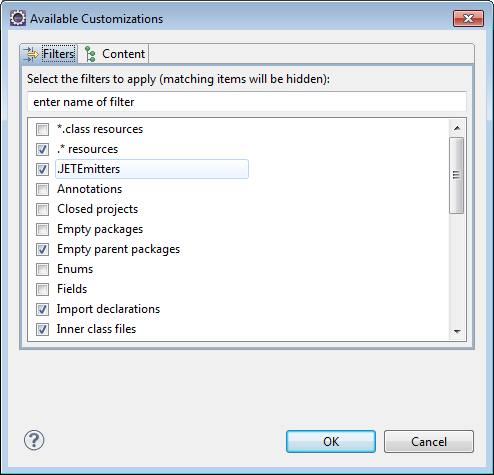 Available Customizations
Filters
Content
Select the filters to apply (matching items will be hidden):
enter name of filter
*.class resources
.* resources
.JETEmitters
Annotations
Closed projects
Empty packages
Empty parent packages
Enums
Fields
Import declarations
Inner class files
?
OK
Cancel